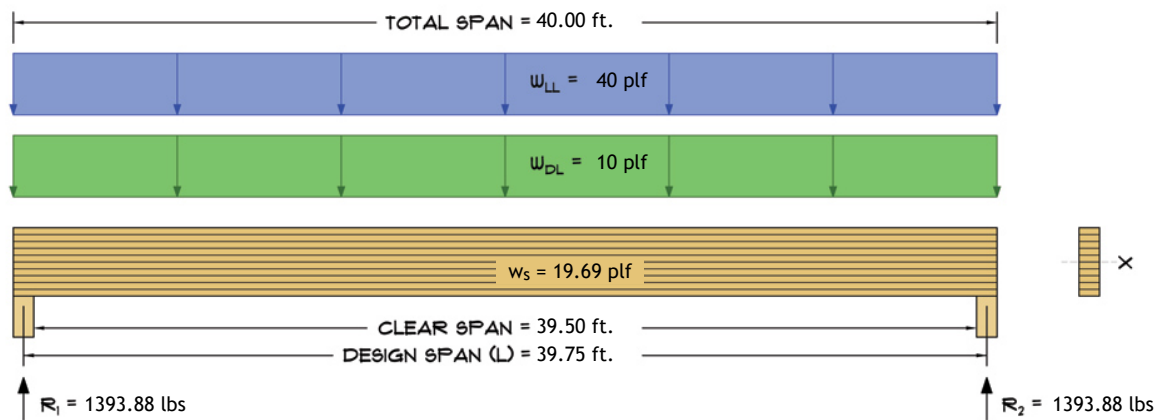 TOTAL SPAN = 40.00 ft.
WLL = 40 plf
WDL = 10 plf
ws = 19.69 plf
X
CLEAR SPAN = 39.50 ft.
DESIGN SPAN (L) = 39.75 ft.
R1 = 1393.88 lbs
R2 = 1393.88 lbs